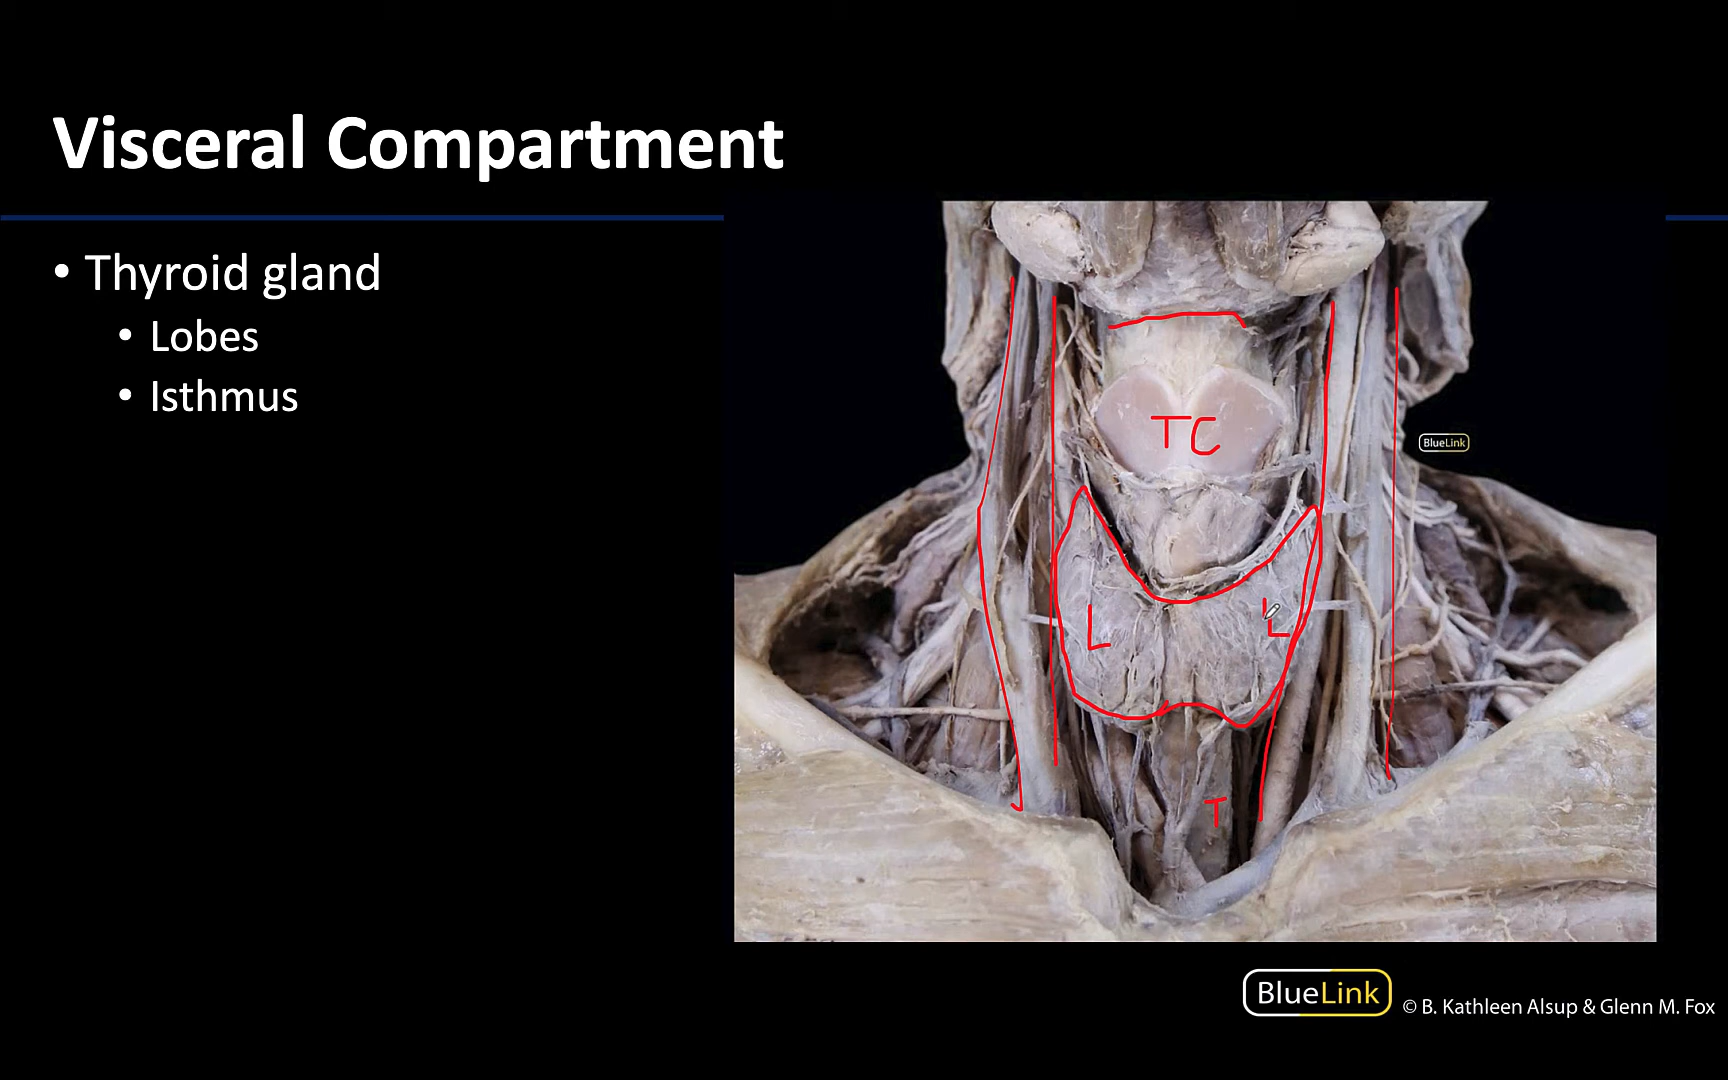 Visceral Compartment
• Thyroid gland
• Lobes
• Isthmus
TC
BlueLink
L
L
T
BlueLink
© B. Kathleen Alsup & Glenn M. Fox